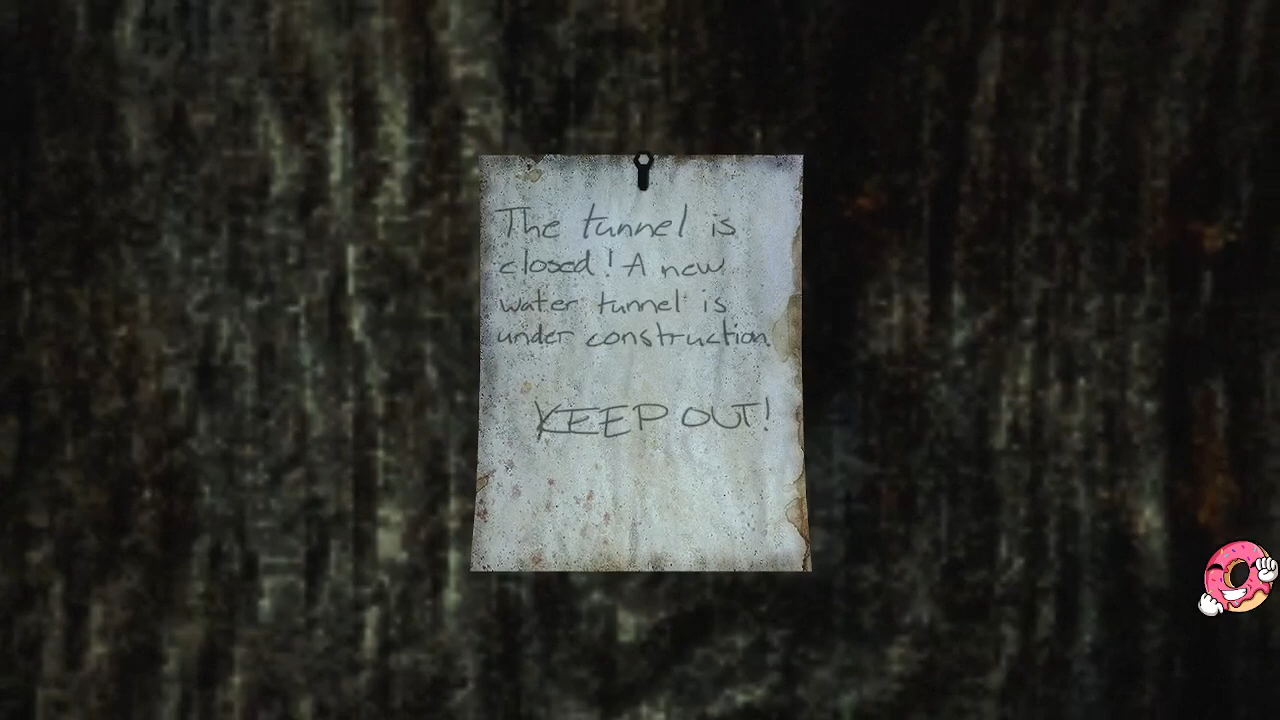 The tunnel is
closed! A new
water tunnel is
under construction.
KEEP OUT!